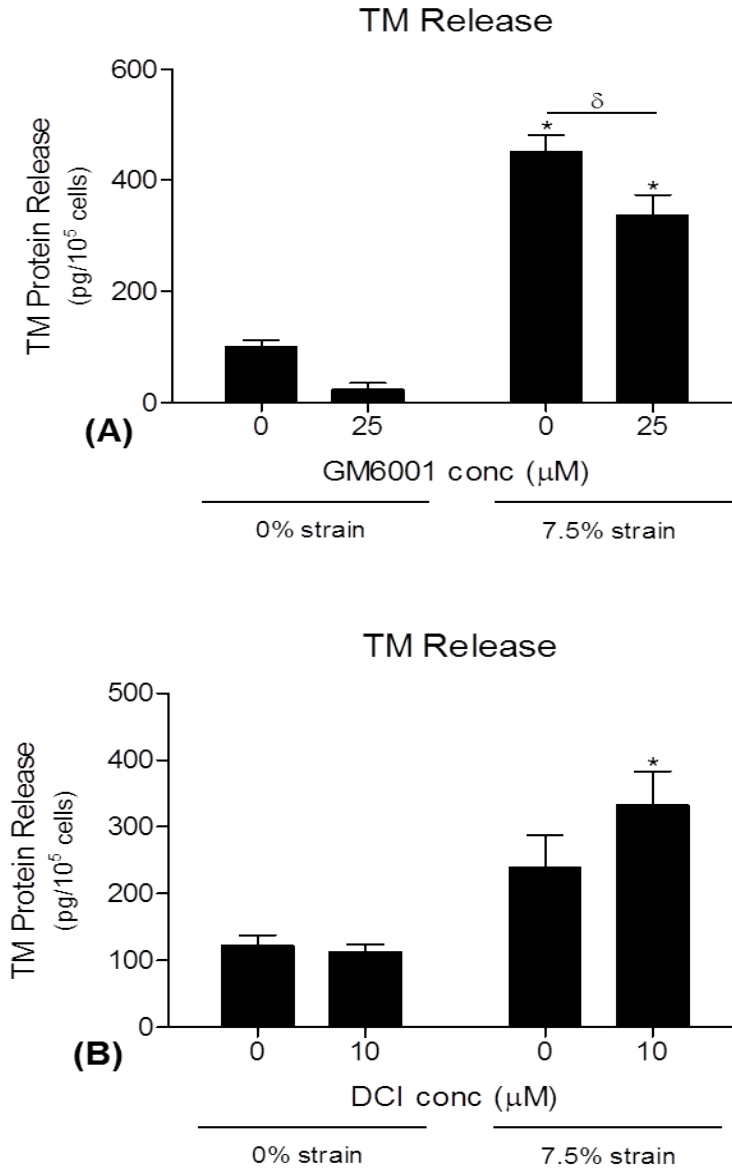 TM Release
TM Protein Release
(pg/10⁵ cells)
600
400
200
0
*
δ
*
0
25
0
25
(A)
GM6001 conc (μM)
0% strain
7.5% strain
TM Release
TM Protein Release
(pg/10⁵ cells)
500
400
300
200
100
0
*
0
10
0
10
(B)
DCI conc (μM)
0% strain
7.5% strain